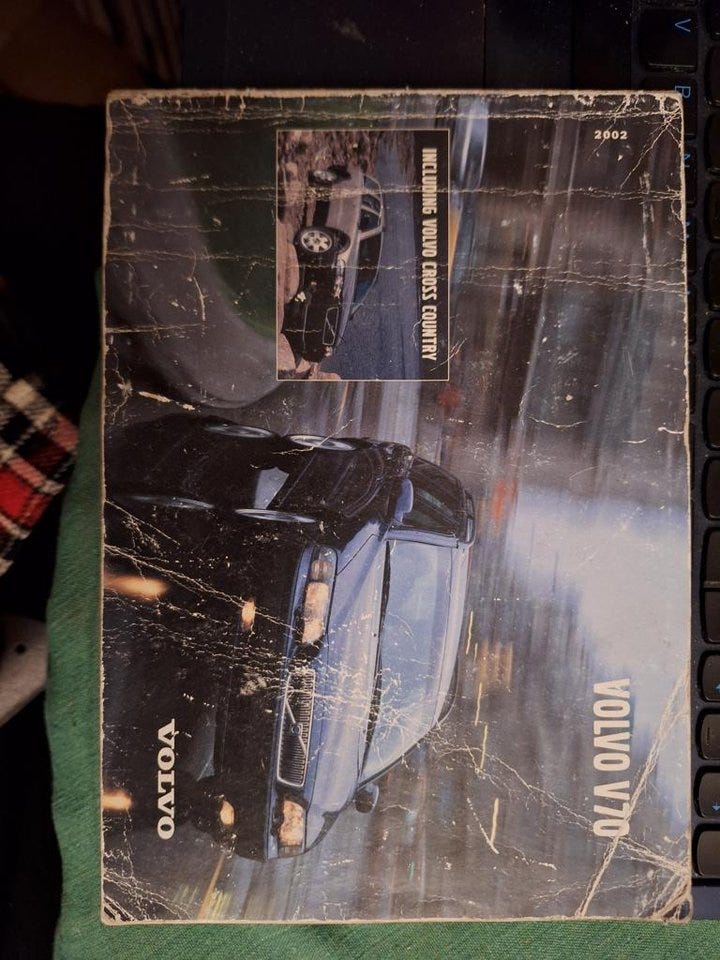 2002
VOLVO V70
INCLUDING VOLVO CROSS COUNTRY
VOLVO
V
B